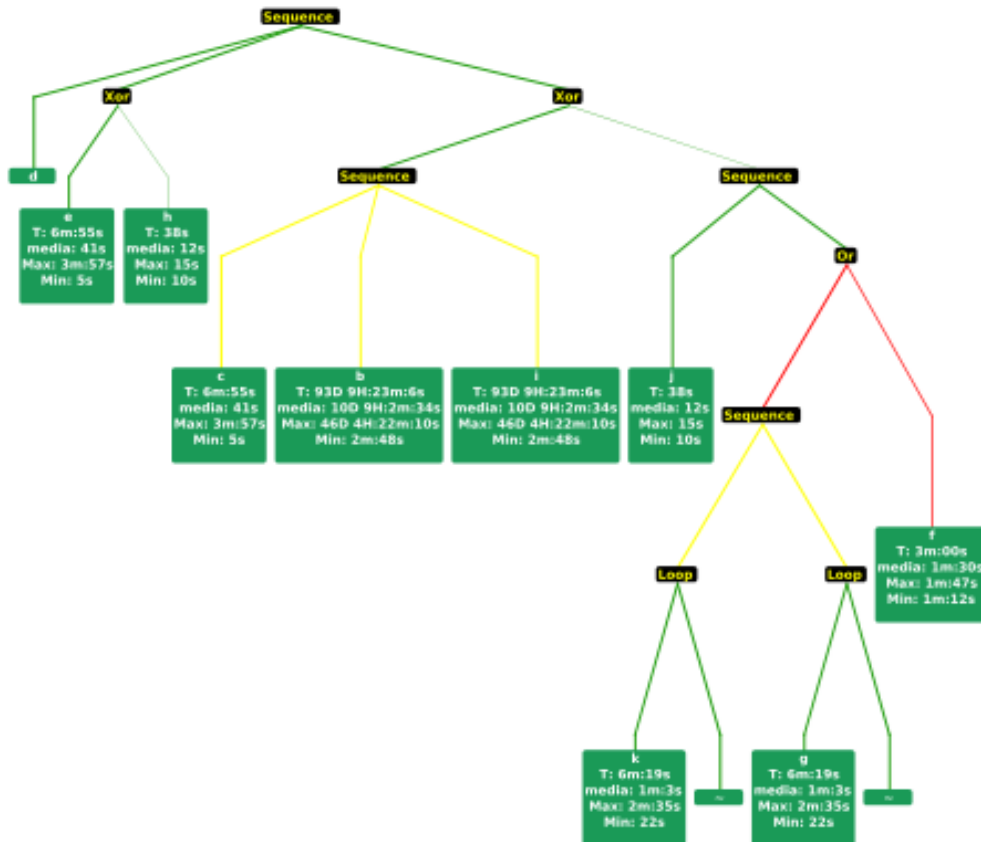 Sequence
Xor
Xor
d
Sequence
Sequence
e
T: 6m:55s
media: 41s
Max: 3m:57s
Min: 5s
h
T: 38s
media: 12s
Max: 15s
Min: 10s
Or
c
T: 6m:55s
media: 41s
Max: 3m:57s
Min: 5s
b
T: 93D 9H:23m:6s
media: 10D 9H:2m:34s
Max: 46D 4H:22m:10s
Min: 2m:48s
i
T: 93D 9H:23m:6s
media: 10D 9H:2m:34s
Max: 46D 4H:22m:10s
Min: 2m:48s
j
T: 38s
media: 12s
Max: 15s
Min: 10s
Sequence
f
T: 3m:00s
media: 1m:30s
Max: 1m:47s
Min: 1m:12s
Loop
Loop
k
T: 6m:19s
media: 1m:3s
Max: 2m:35s
Min: 22s
~
g
T: 6m:19s
media: 1m:3s
Max: 2m:35s
Min: 22s
~